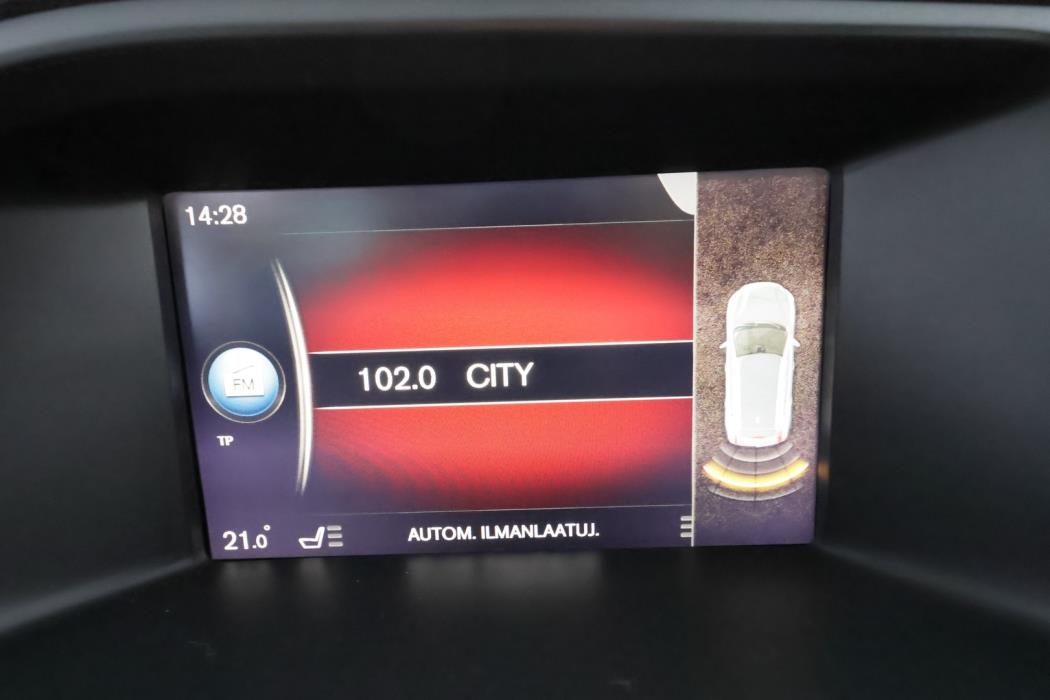 14:28
FM
102.0 CITY
TP
21.0°
AUTOM. ILMANLAATUJ.